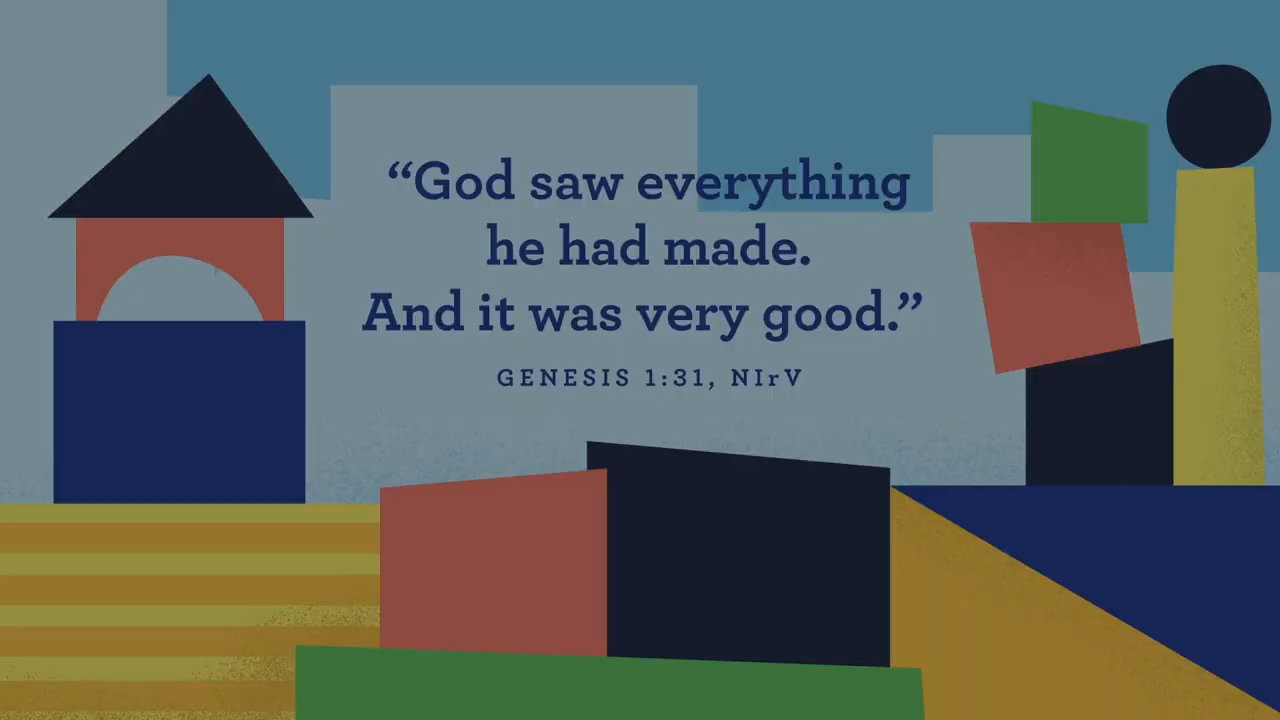 “God saw everything
he had made.
And it was very good.”
GENESIS 1:31, NIrV